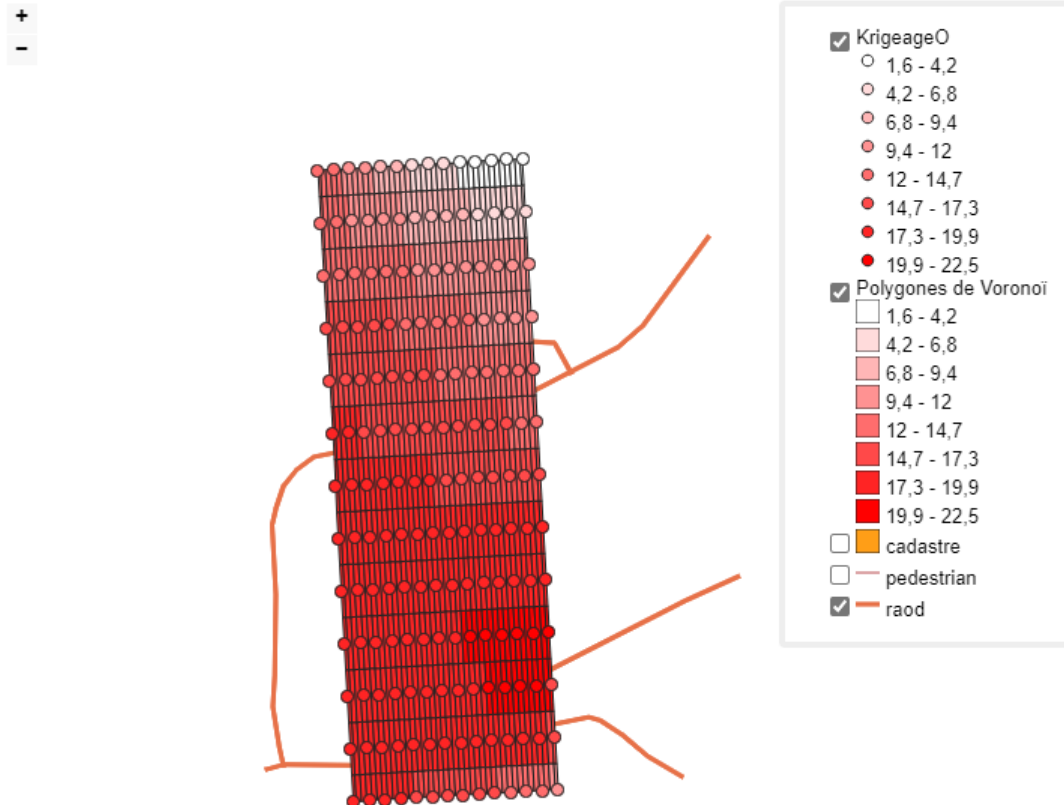 +
−
KrigeageO
1,6 - 4,2
4,2 - 6,8
6,8 - 9,4
9,4 - 12
12 - 14,7
14,7 - 17,3
17,3 - 19,9
19,9 - 22,5
Polygones de Voronoï
1,6 - 4,2
4,2 - 6,8
6,8 - 9,4
9,4 - 12
12 - 14,7
14,7 - 17,3
17,3 - 19,9
19,9 - 22,5
cadastre
pedestrian
raod